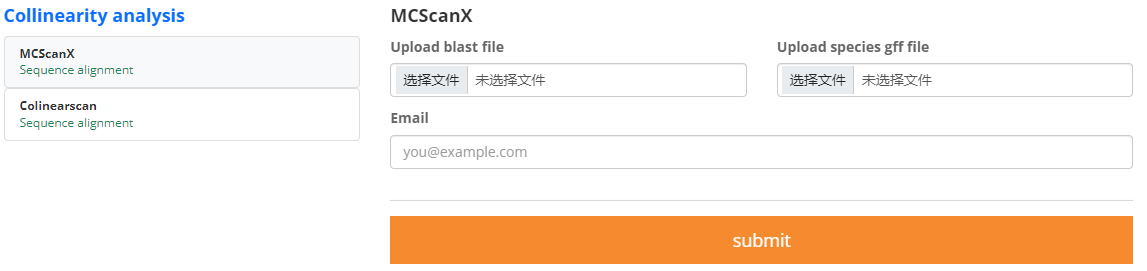 Collinearity analysis
MCScanX
Sequence alignment
Colinearscan
Sequence alignment
MCScanX
Upload blast file
Upload species gff file
选择文件 未选择文件
选择文件 未选择文件
Email
you@example.com
submit